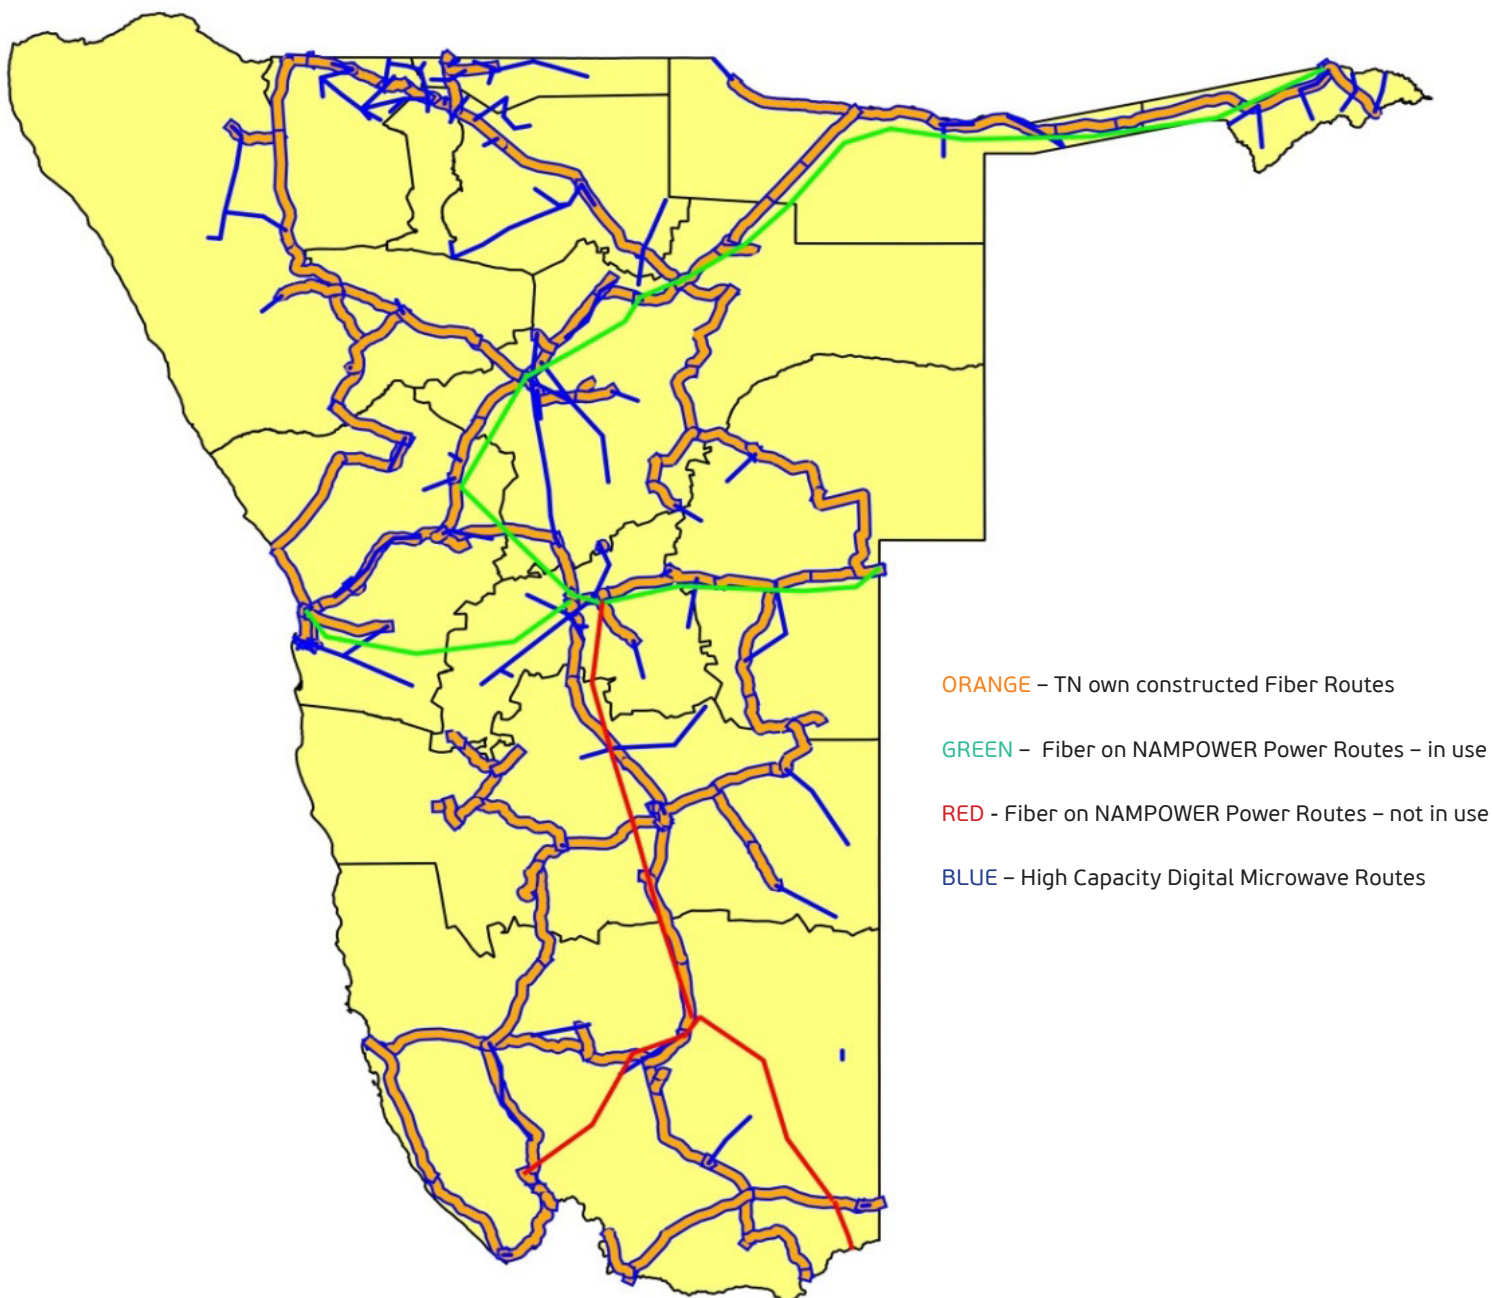 ORANGE – TN own constructed Fiber Routes
GREEN – Fiber on NAMPOWER Power Routes – in use
RED - Fiber on NAMPOWER Power Routes – not in use
BLUE – High Capacity Digital Microwave Routes